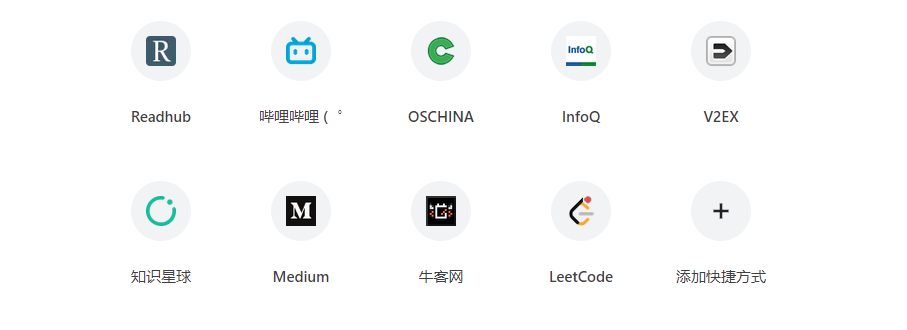 R
InfoQ
Readhub
哔哩哔哩 ( ゜
OSCHINA
InfoQ
V2EX
M
知识星球
Medium
牛客网
LeetCode
添加快捷方式